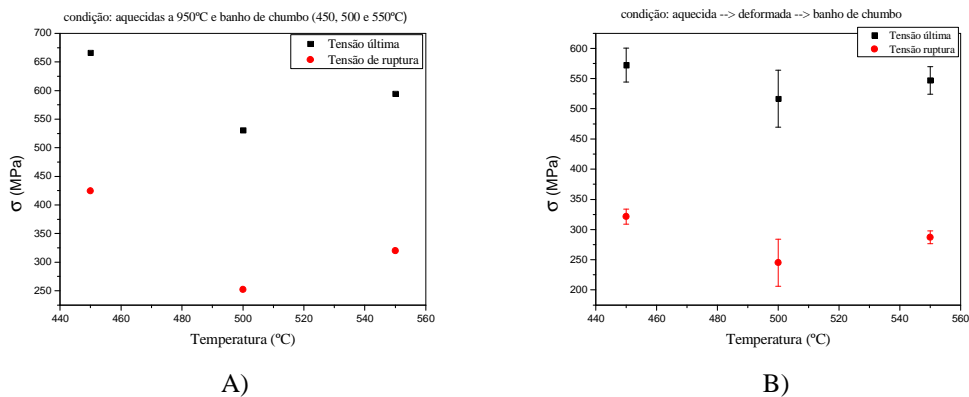 condição: aquecidas a 950ºC e banho de chumbo (450, 500 e 550ºC)
700
650
600
550
500
450
400
350
300
250
σ (MPa)
Tensão última
Tensão de ruptura
440 460 480 500 520 540 560
Temperatura (ºC)
A)
condição: aquecida --> deformada --> banho de chumbo
600
550
500
450
400
350
300
250
200
σ (MPa)
Tensão última
Tensão ruptura
440 460 480 500 520 540 560
Temperatura (ºC)
B)